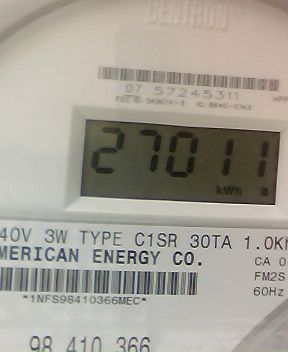 CENTRON
07 57245311
27011
kWh
40V 3W TYPE C1SR 30TA 1.0K
MERICAN ENERGY CO.
CA 0
FM2S
60Hz
*1NFS98410366MEC*
98 410 366